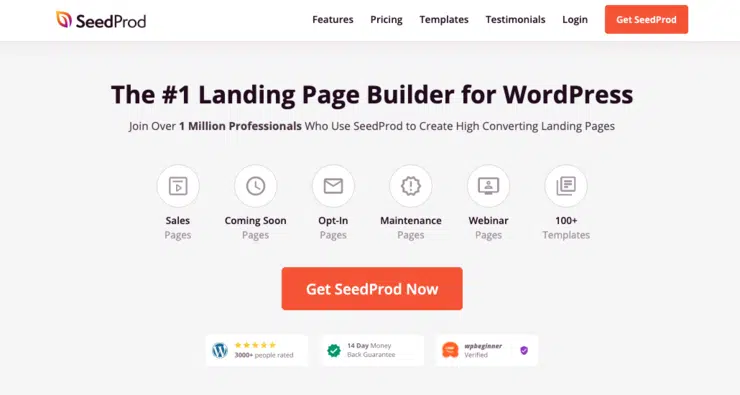 SeedProd
Features Pricing Templates Testimonials Login Get SeedProd
The #1 Landing Page Builder for WordPress
Join Over 1 Million Professionals Who Use SeedProd to Create High Converting Landing Pages
Sales
Pages
Coming Soon
Pages
Opt-In
Pages
Maintenance
Pages
Webinar
Pages
100+
Templates
Get SeedProd Now
3000+ people rated
14 Day Money
Back Guarantee
wpbeginner
Verified